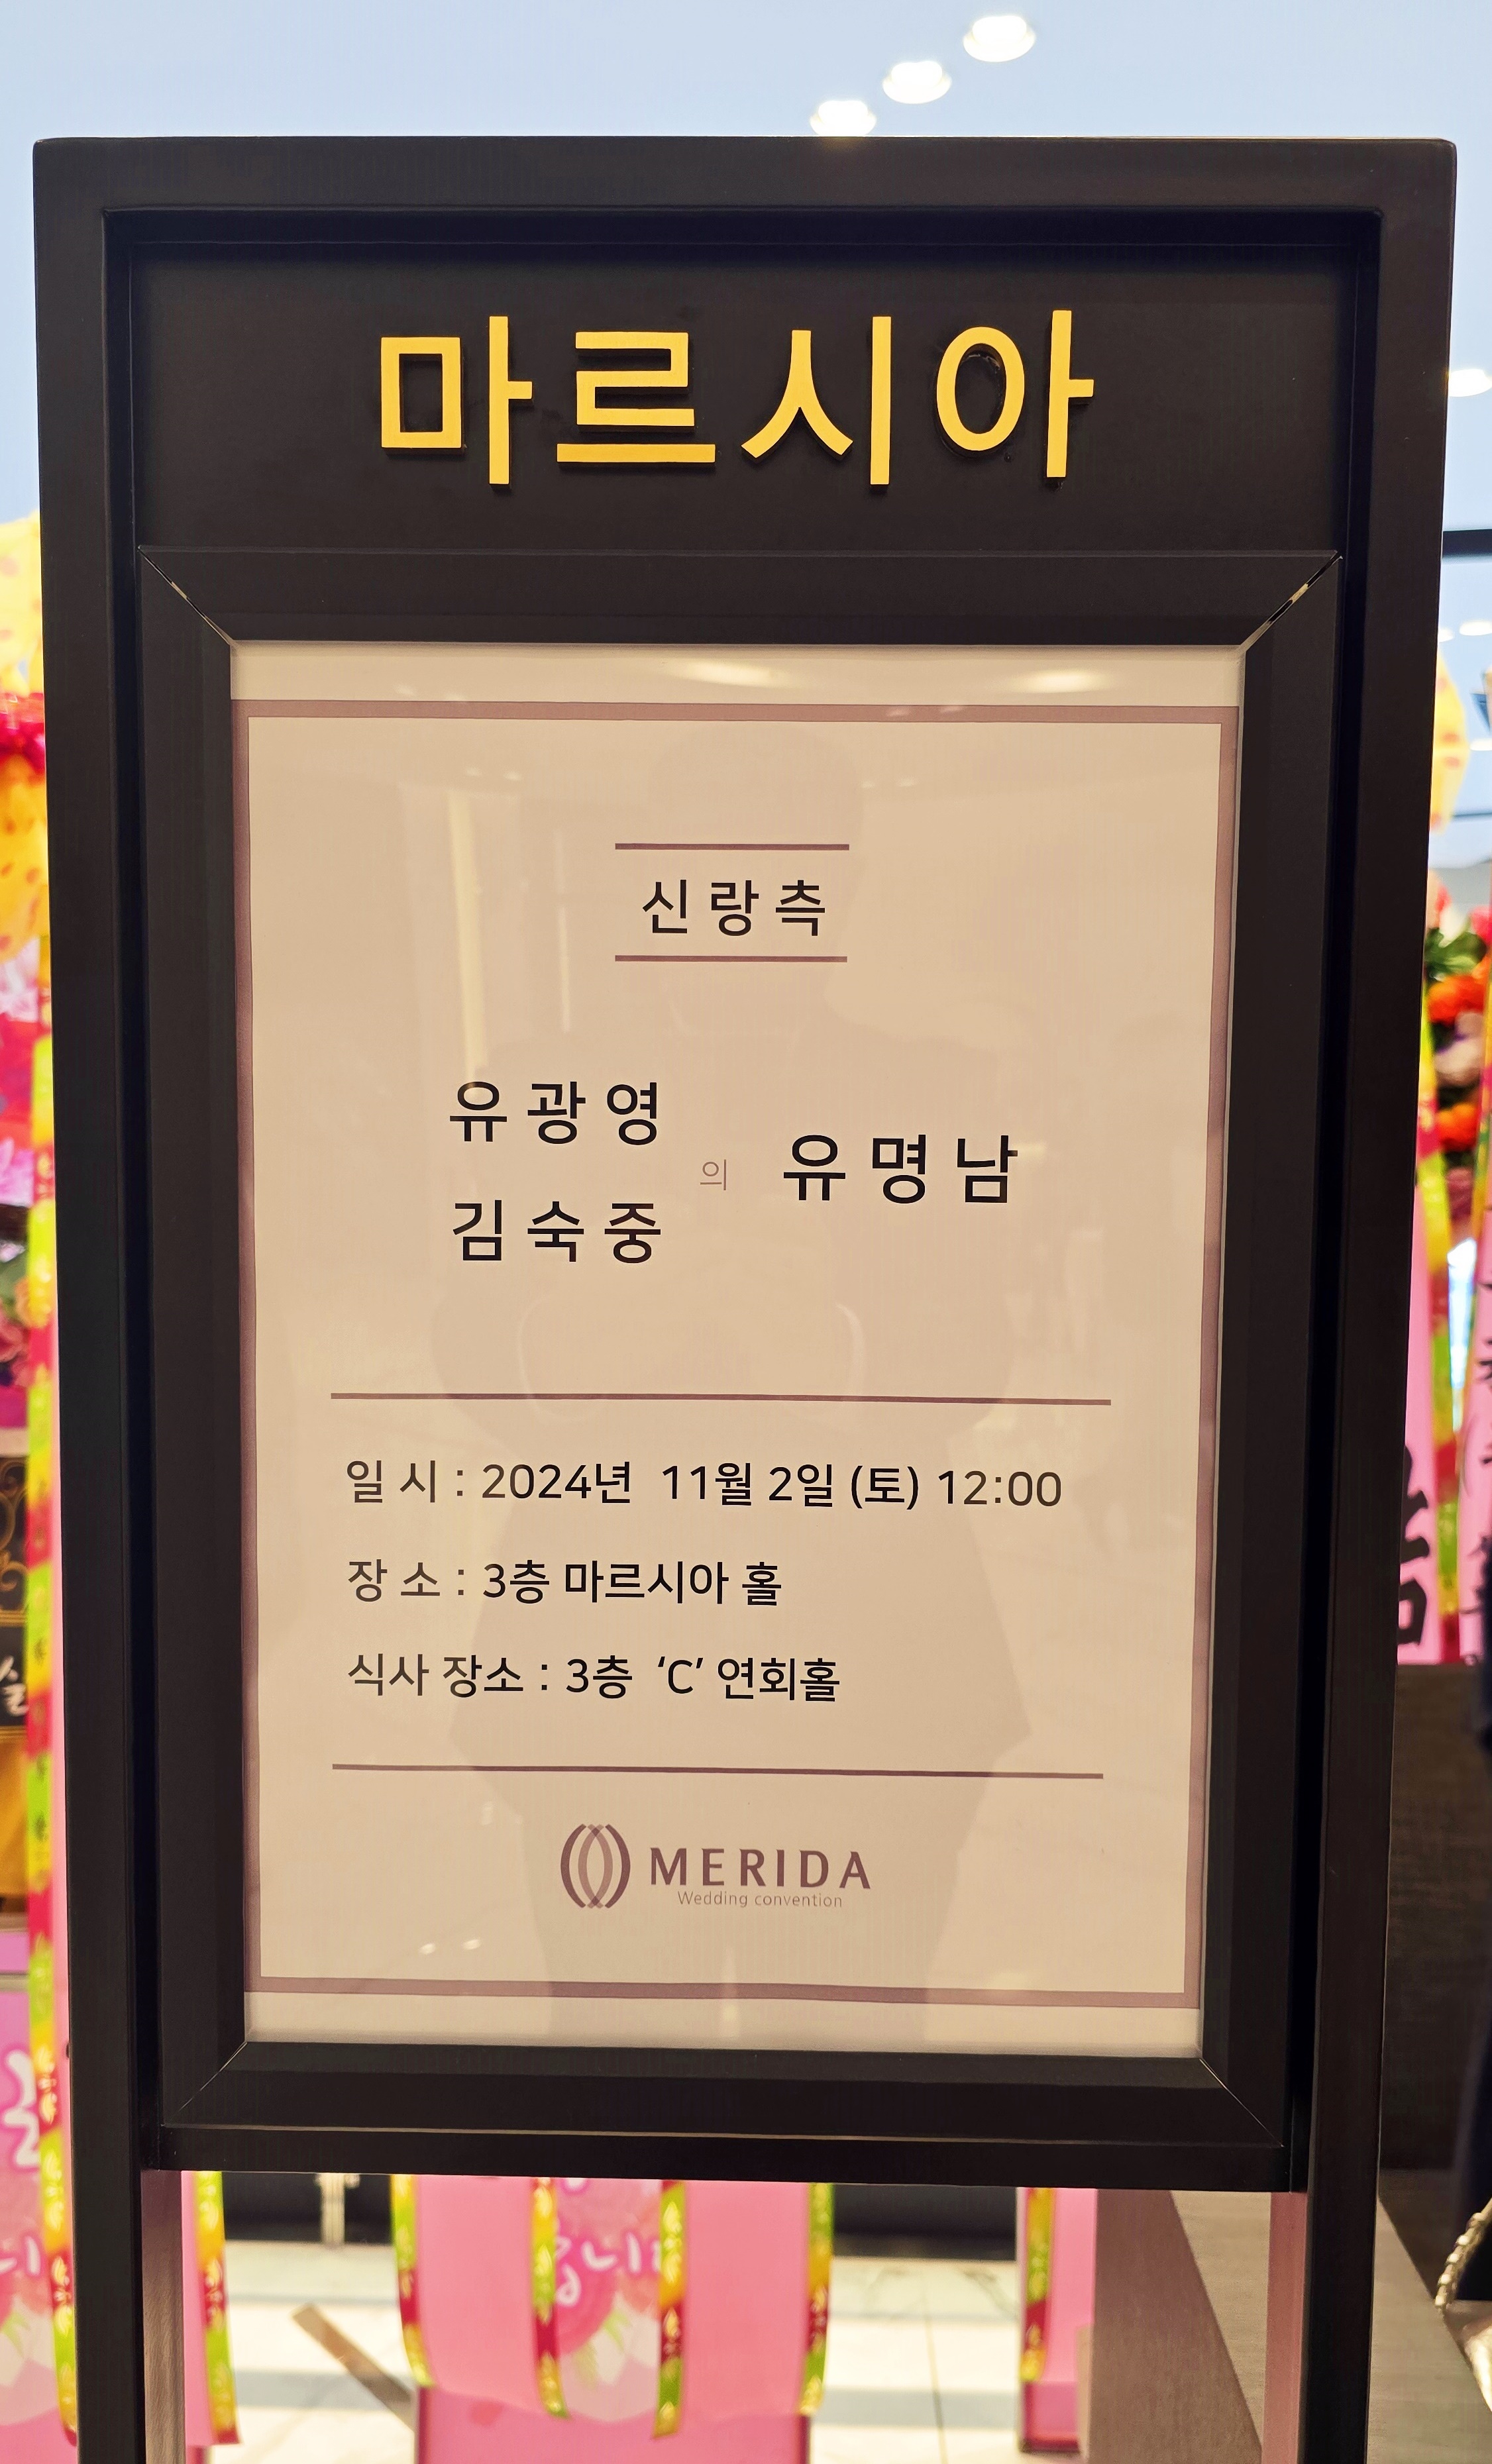 마르시아
신랑측
유광영
김숙중
의 유명남
일 시 : 2024년 11월 2일 (토) 12:00
장 소 : 3층 마르시아 홀
식사 장소 : 3층 ‘C’ 연회홀
MERIDA
Wedding convention